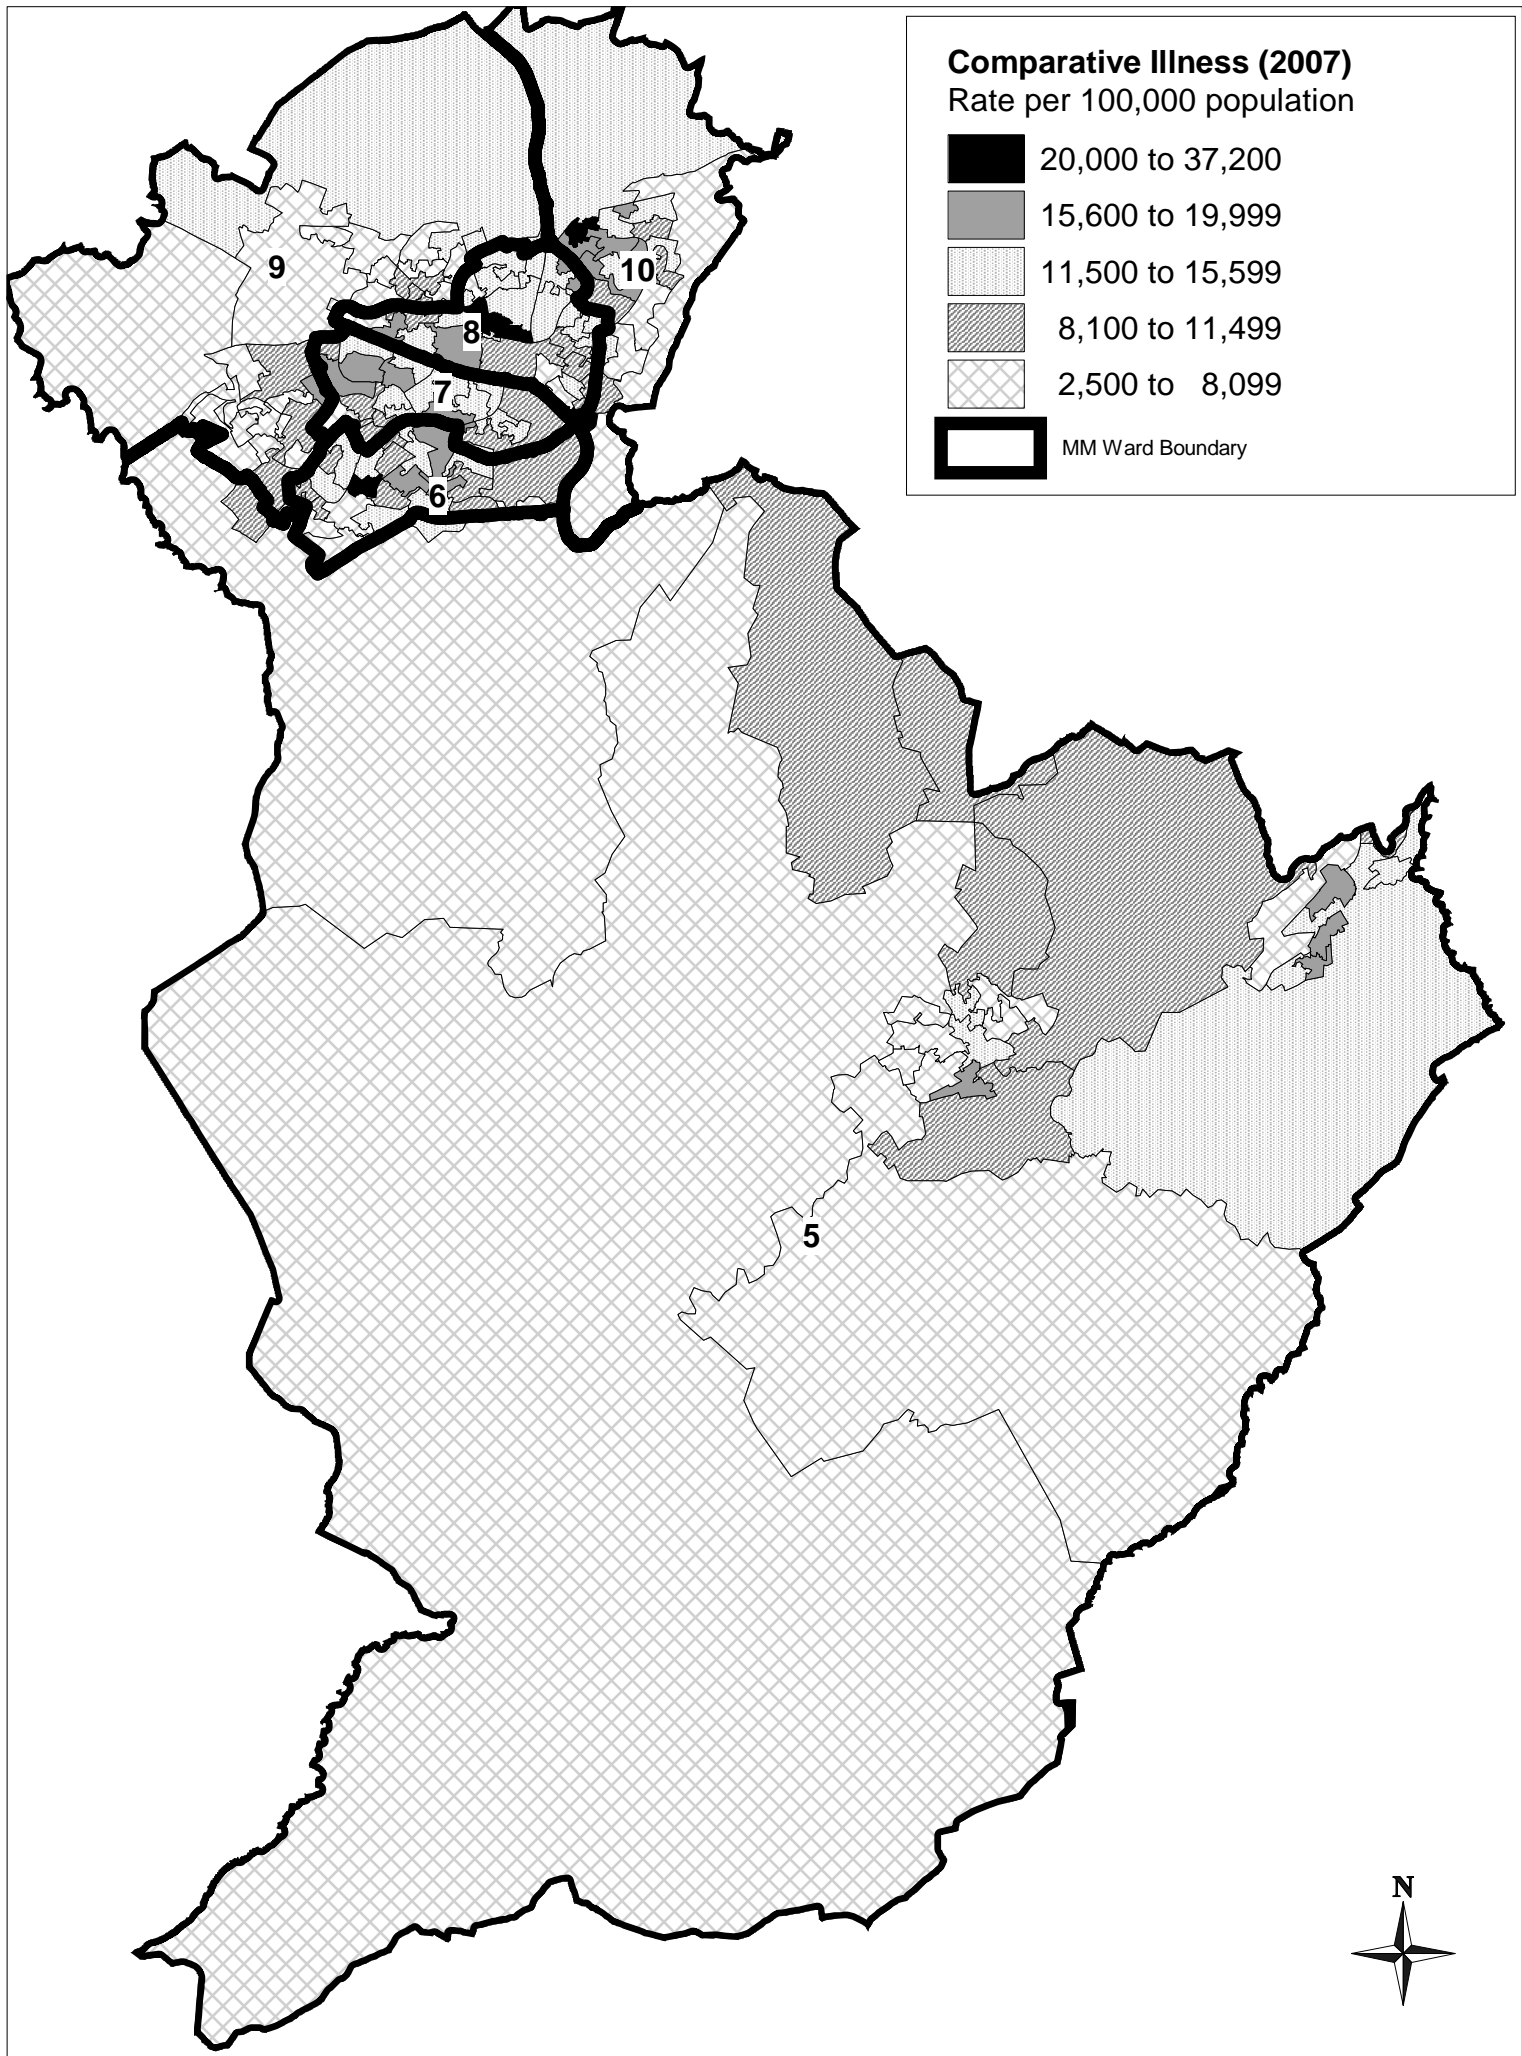 Comparative Illness (2007)
Rate per 100,000 population
20,000 to 37,200
15,600 to 19,999
11,500 to 15,599
8,100 to 11,499
2,500 to 8,099
MM Ward Boundary
9
10
8
7
6
5
N